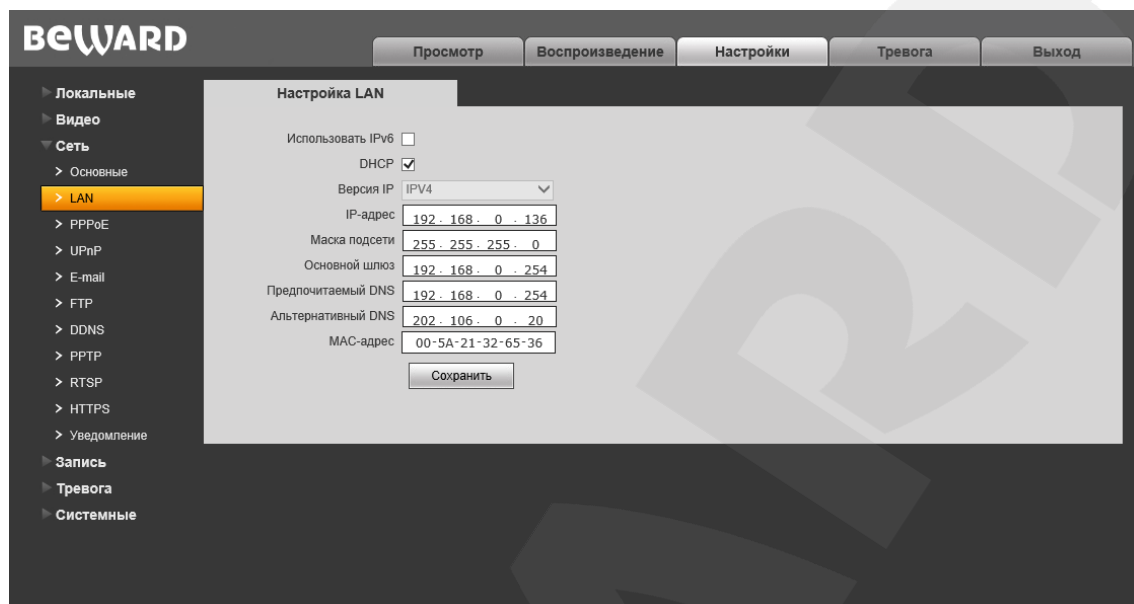 BEWARD
Просмотр
Воспроизведение
Настройки
Тревога
Выход
Локальные
Видео
Сеть
Основные
LAN
PPPoE
UPnP
E-mail
FTP
DDNS
PPTP
RTSP
HTTPS
Уведомление
Запись
Тревога
Системные
Настройка LAN
Использовать IPv6
DHCP
Версия IP IPV4
IP-адрес 192 . 168 . 0 . 136
Маска подсети 255 . 255 . 255 . 0
Основной шлюз 192 . 168 . 0 . 254
Предпочитаемый DNS 192 . 168 . 0 . 254
Альтернативный DNS 202 . 106 . 0 . 20
MAC-адрес 00-5A-21-32-65-36
Сохранить